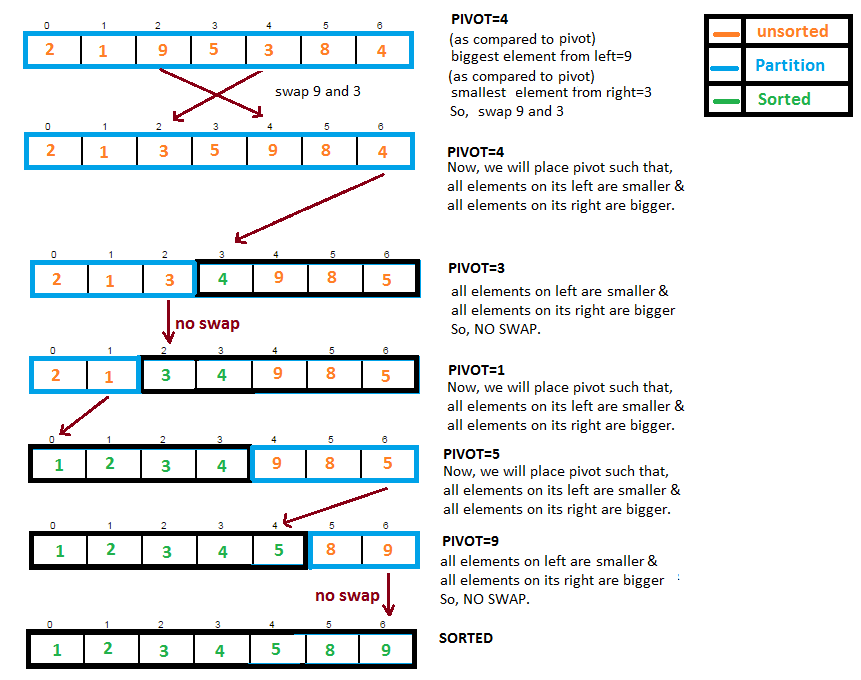 0 1 2 3 4 5 6
2 1 9 5 3 8 4
PIVOT=4
(as compared to pivot)
biggest element from left=9
(as compared to pivot)
smallest element from right=3
So, swap 9 and 3
unsorted
Partition
Sorted
swap 9 and 3
0 1 2 3 4 5 6
2 1 3 5 9 8 4
PIVOT=4
Now, we will place pivot such that,
all elements on its left are smaller &
all elements on its right are bigger.
0 1 2 3 4 5 6
2 1 3 4 9 8 5
PIVOT=3
all elements on left are smaller &
all elements on its right are bigger
So, NO SWAP.
no swap
0 1 2 3 4 5 6
2 1 3 4 9 8 5
PIVOT=1
Now, we will place pivot such that,
all elements on its left are smaller &
all elements on its right are bigger.
0 1 2 3 4 5 6
1 2 3 4 9 8 5
PIVOT=5
Now, we will place pivot such that,
all elements on its left are smaller &
all elements on its right are bigger.
0 1 2 3 4 5 6
1 2 3 4 5 8 9
PIVOT=9
all elements on left are smaller &
all elements on its right are bigger
So, NO SWAP.
no swap
0 1 2 3 4 5 6
1 2 3 4 5 8 9
SORTED